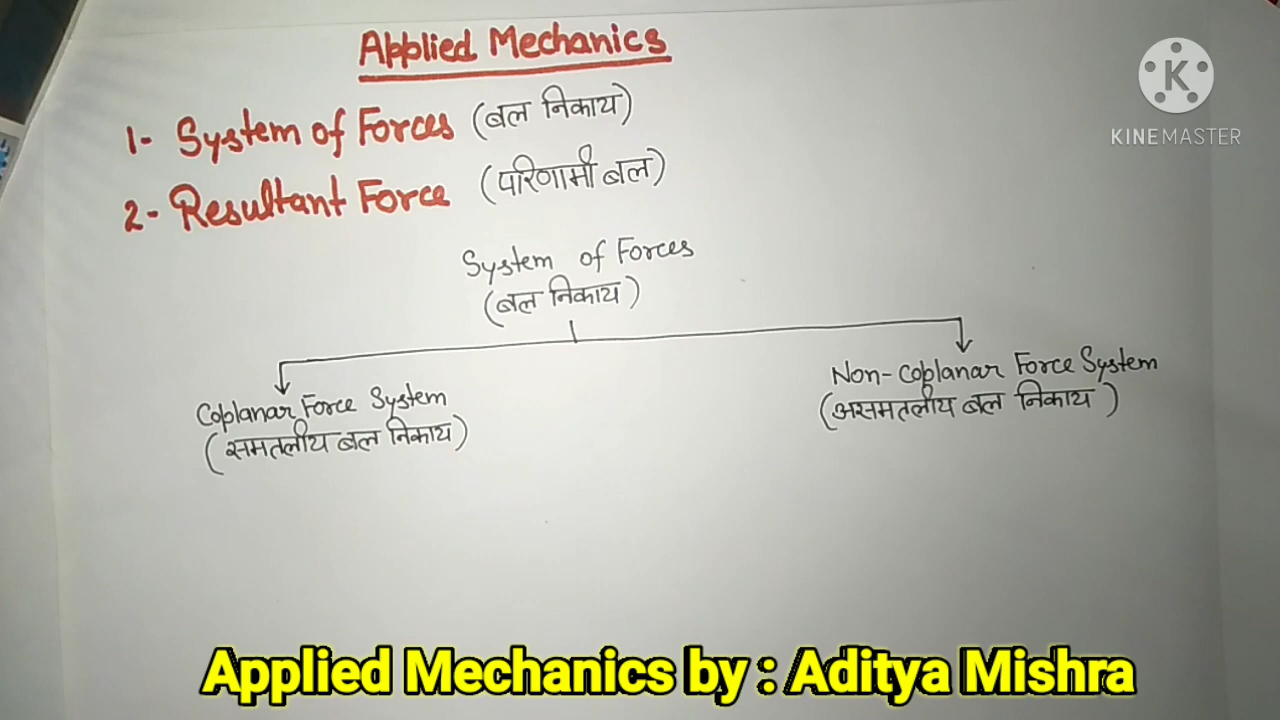 Applied Mechanics
1- System of Forces (बल निकाय)
2- Resultant Force (परिणामी बल)
System of Forces
(बल निकाय)
Coplanar Force System
(समतलीय बल निकाय)
Non-Coplanar Force System
(असमतलीय बल निकाय)
K
KINEMASTER
Applied Mechanics by : Aditya Mishra